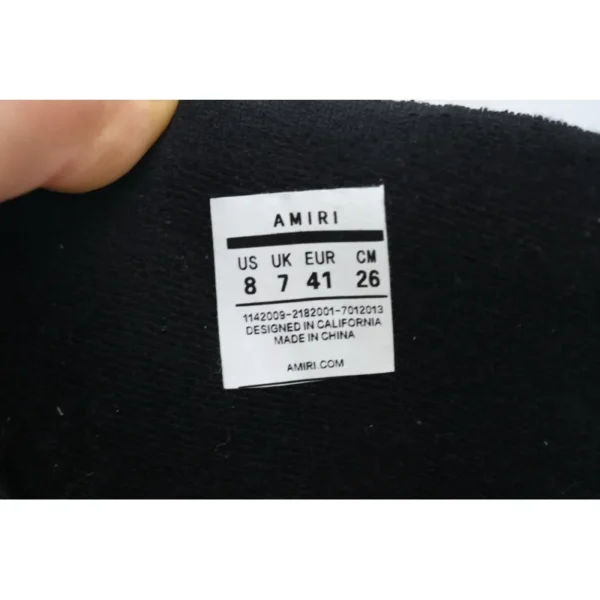 AMIRI
US UK EUR CM
8 7 41 26
1142009-2182001-7012013
DESIGNED IN CALIFORNIA
MADE IN CHINA
AMIRI.COM